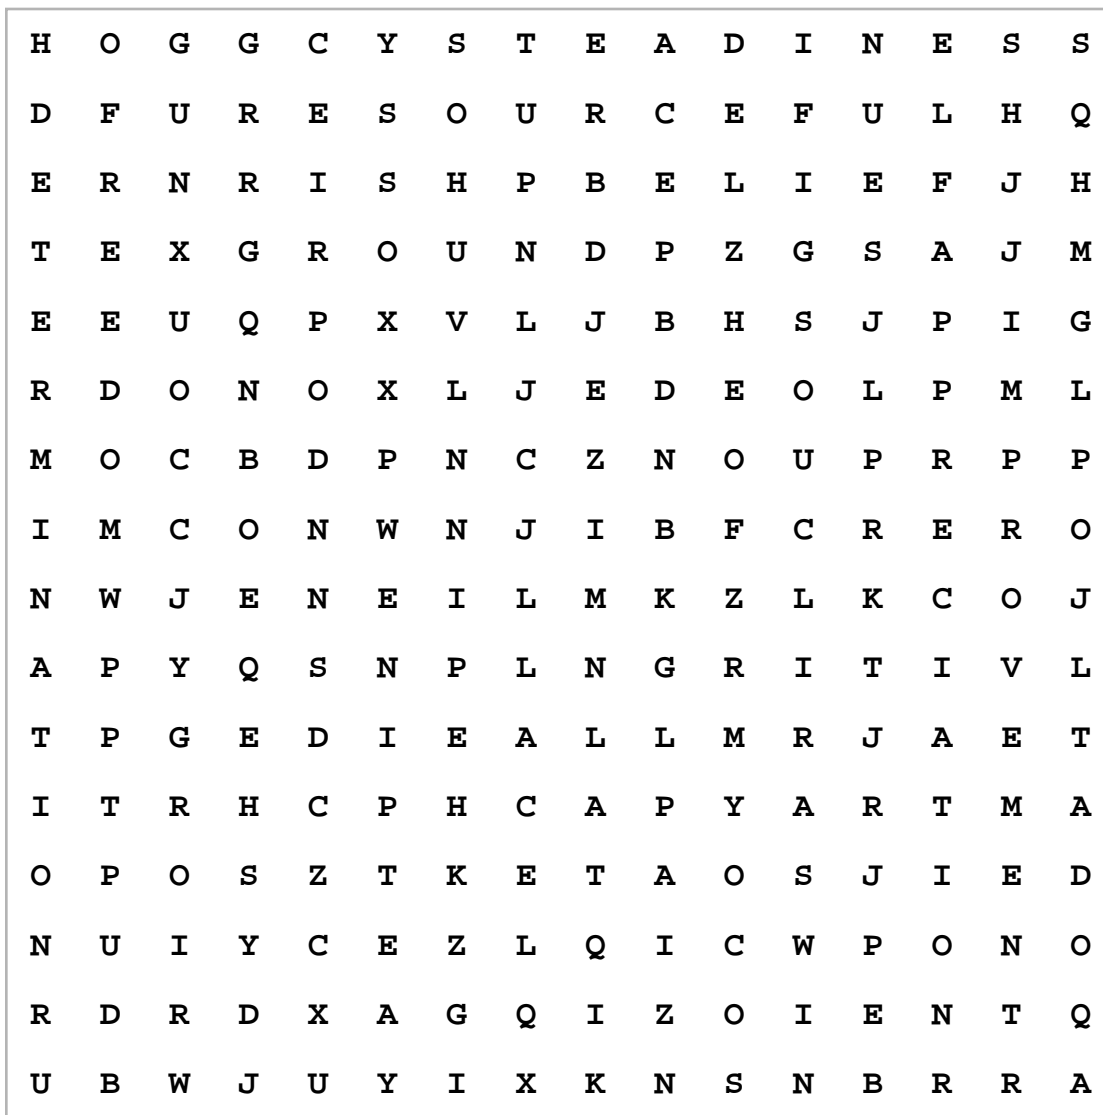 H O G G C Y S T E A D I N E S S
D F U R E S O U R C E F U L H Q
E R N R I S H P B E L I E F J H
T E X G R O U N D P Z G S A J M
E E U Q P X V L J B H S J P I G
R D O N O X L J E D E O L P M L
M O C B D P N C Z N O U P R P P
I M C O N W N J I B F C R E R O
N W J E N E I L M K Z L K C O J
A P Y Q S N P L N G R I T I V L
T P G E D I E A L L M R J A E T
I T R H C P H C A P Y A R T M A
O P O S Z T K E T A O S J I E D
N U I Y C E Z L Q I C W P O N O
R D R D X A G Q I Z O I E N T Q
U B W J U Y I X K N S N B R R A